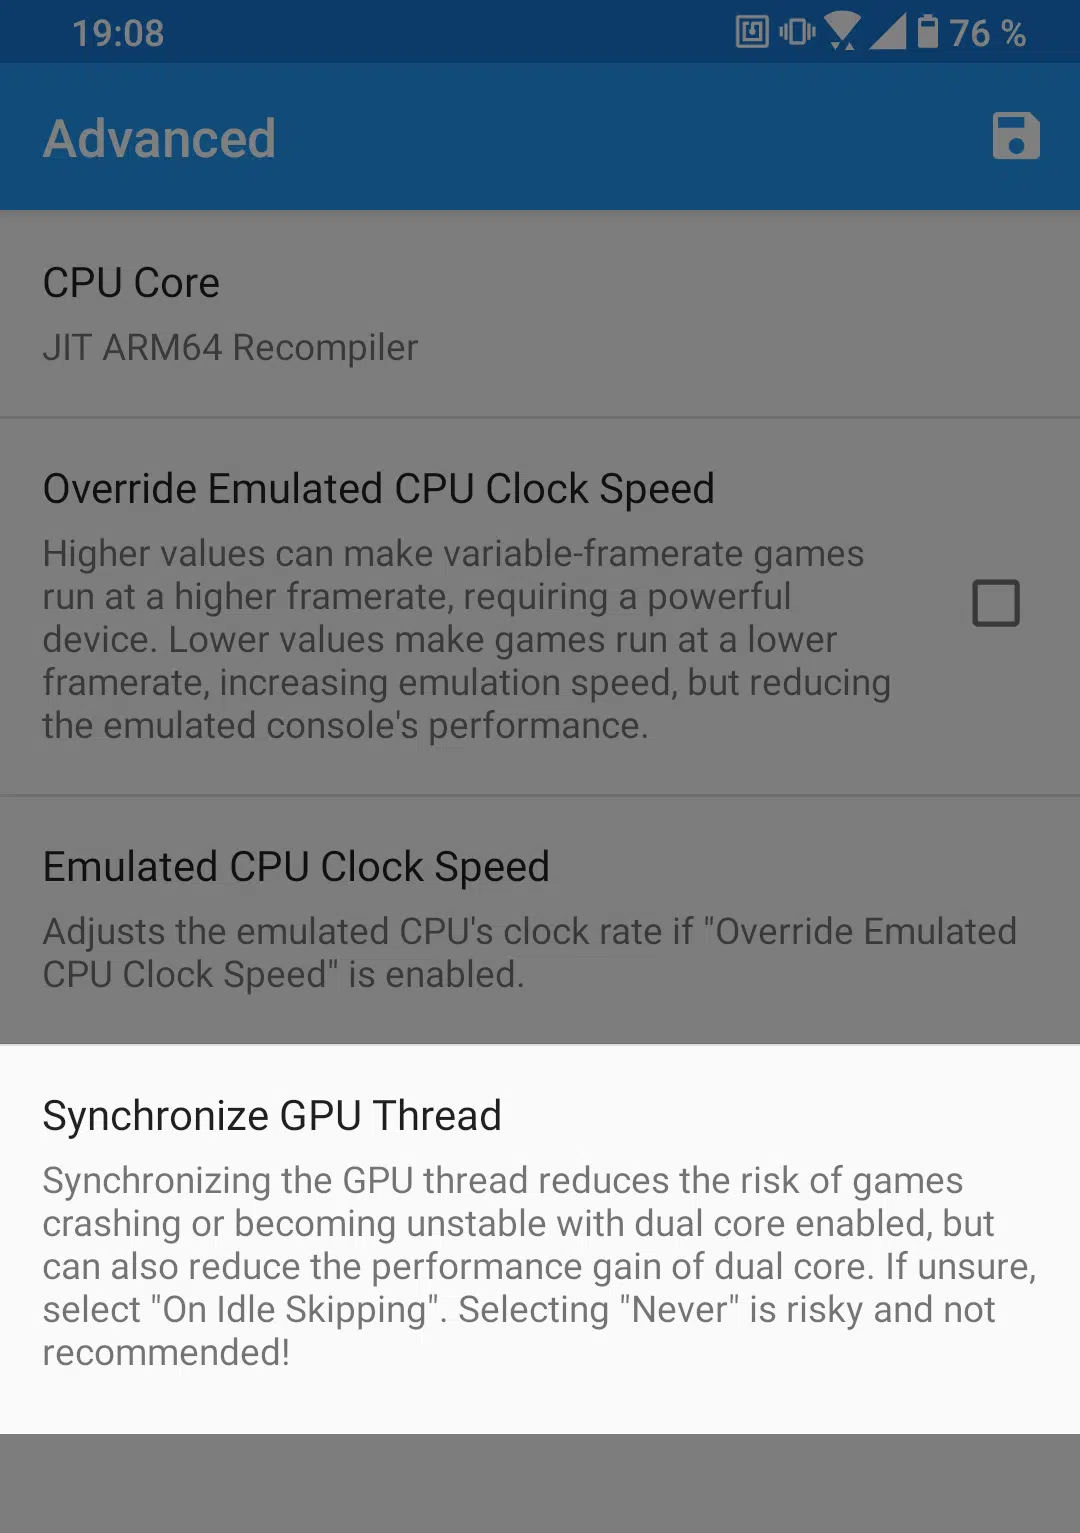 19:08
76 %
Advanced
CPU Core
JIT ARM64 Recompiler
Override Emulated CPU Clock Speed
Higher values can make variable-framerate games
run at a higher framerate, requiring a powerful
device. Lower values make games run at a lower
framerate, increasing emulation speed, but reducing
the emulated console's performance.
Emulated CPU Clock Speed
Adjusts the emulated CPU's clock rate if "Override Emulated
CPU Clock Speed" is enabled.
Synchronize GPU Thread
Synchronizing the GPU thread reduces the risk of games
crashing or becoming unstable with dual core enabled, but
can also reduce the performance gain of dual core. If unsure,
select "On Idle Skipping". Selecting "Never" is risky and not
recommended!